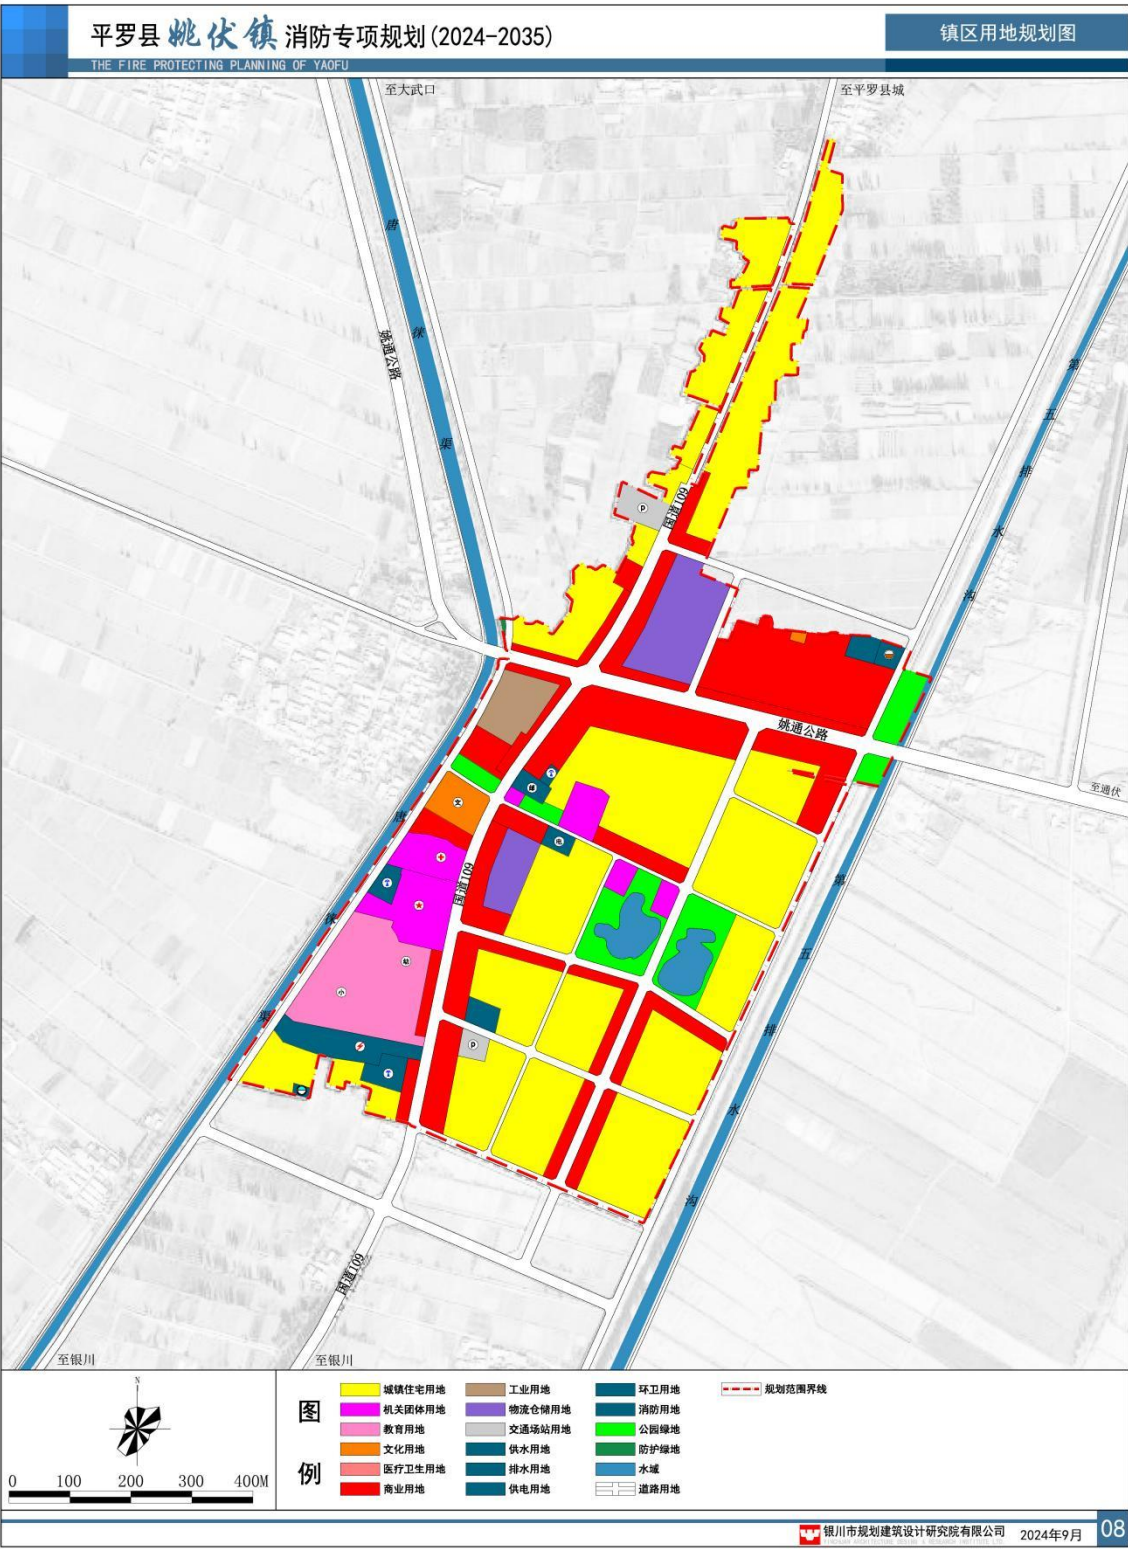 平罗县 姚伏镇 消防专项规划(2024-2035)
镇区用地规划图
THE FIRE PROTECTING PLANNING OF YAOFU
至大武口
至平罗县城
唐
徕
渠
姚通公路
第
五
排
水
沟
P
国道109
姚通公路
至通伏
文
唐
第
国道109
徕
五
幼
小
渠
P
排
水
沟
国道109
至银川
至银川
N
图例
城镇住宅用地
机关团体用地
教育用地
文化用地
医疗卫生用地
商业用地
工业用地
物流仓储用地
交通场站用地
供水用地
排水用地
供电用地
环卫用地
消防用地
公园绿地
防护绿地
水域
道路用地
规划范围界线
0 100 200 300 400M
银川市规划建筑设计研究院有限公司
2024年9月
08